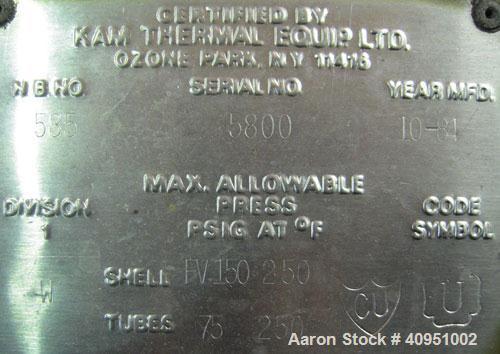 CERTIFIED BY
KAM THERMAL EQUIP LTD.
OZONE PARK, N.Y. 11416
N B. NO. SERIAL NO. YEAR MFD.
585 5800 10-84
DIVISION 1 MAX. ALLOWABLE PRESS PSIG AT °F CODE SYMBOL
W SHELL FV.150 250 CU U
TUBES 75 250
Aaron Stock # 40951002